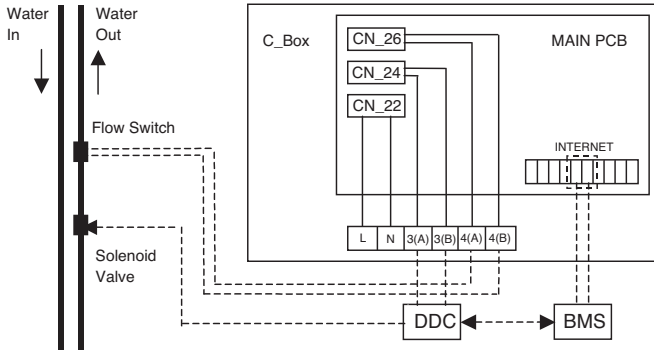 Water
In
Water
Out
C_Box
CN_26
MAIN PCB
CN_24
CN_22
Flow Switch
INTERNET
L N 3(A) 3(B) 4(A) 4(B)
Solenoid
Valve
DDC
BMS